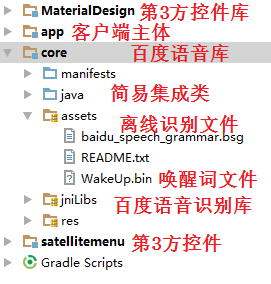 MaterialDesign 第3方控件库
app 客户端主体
core 百度语音库
manifests
java 简易集成类
assets 离线识别文件
baidu_speech_grammar.bsg
README.txt
WakeUp.bin 唤醒词文件
jniLibs 百度语音识别库
res
satellitemenu 第3方控件
Gradle Scripts